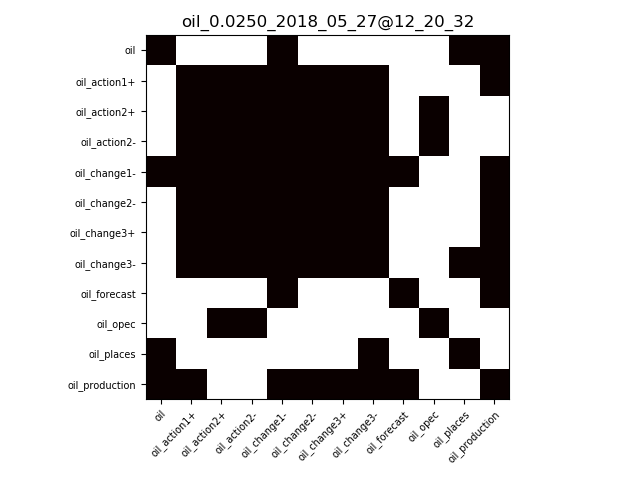 oil_0.0250_2018_05_27@12_20_32
oil
oil_action1+
oil_action2+
oil_action2-
oil_change1-
oil_change2-
oil_change3+
oil_change3-
oil_forecast
oil_opec
oil_places
oil_production
oil
oil_action1+
oil_action2+
oil_action2-
oil_change1-
oil_change2-
oil_change3+
oil_change3-
oil_forecast
oil_opec
oil_places
oil_production